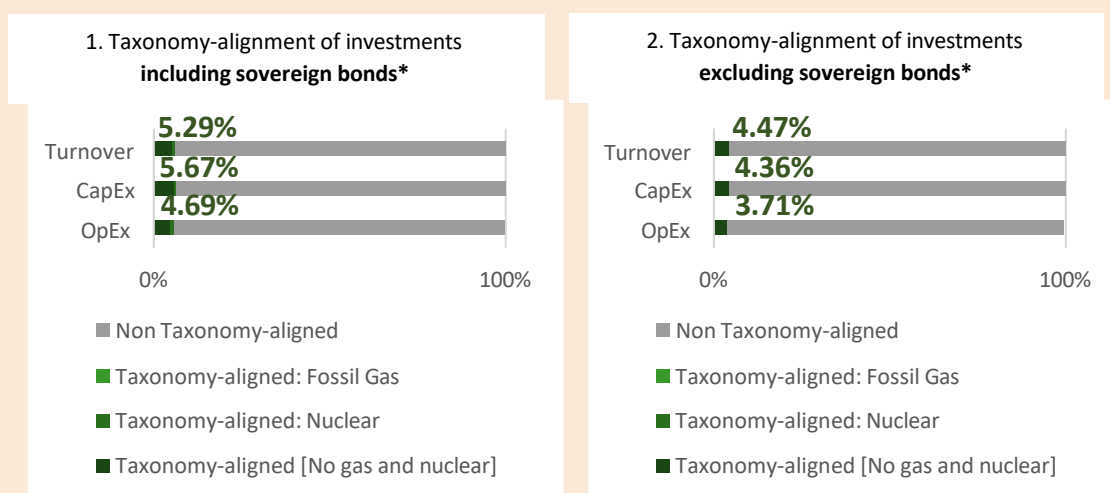 1. Taxonomy-alignment of investments
including sovereign bonds*
5.29%
Turnover
5.67%
CapEx
4.69%
OpEx
0%
100%
Non Taxonomy-aligned
Taxonomy-aligned: Fossil Gas
Taxonomy-aligned: Nuclear
Taxonomy-aligned [No gas and nuclear]
2. Taxonomy-alignment of investments
excluding sovereign bonds*
4.47%
Turnover
4.36%
CapEx
3.71%
OpEx
0%
100%
Non Taxonomy-aligned
Taxonomy-aligned: Fossil Gas
Taxonomy-aligned: Nuclear
Taxonomy-aligned [No gas and nuclear]